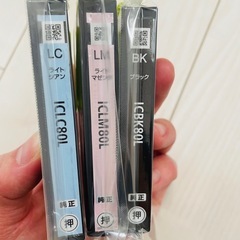 LC
ライト
シアン
ICLC80L
純正
押
LM
ライト
マゼンタ
ICLM80L
純正
押
BK
ブラック
ICBK80L
純正
押